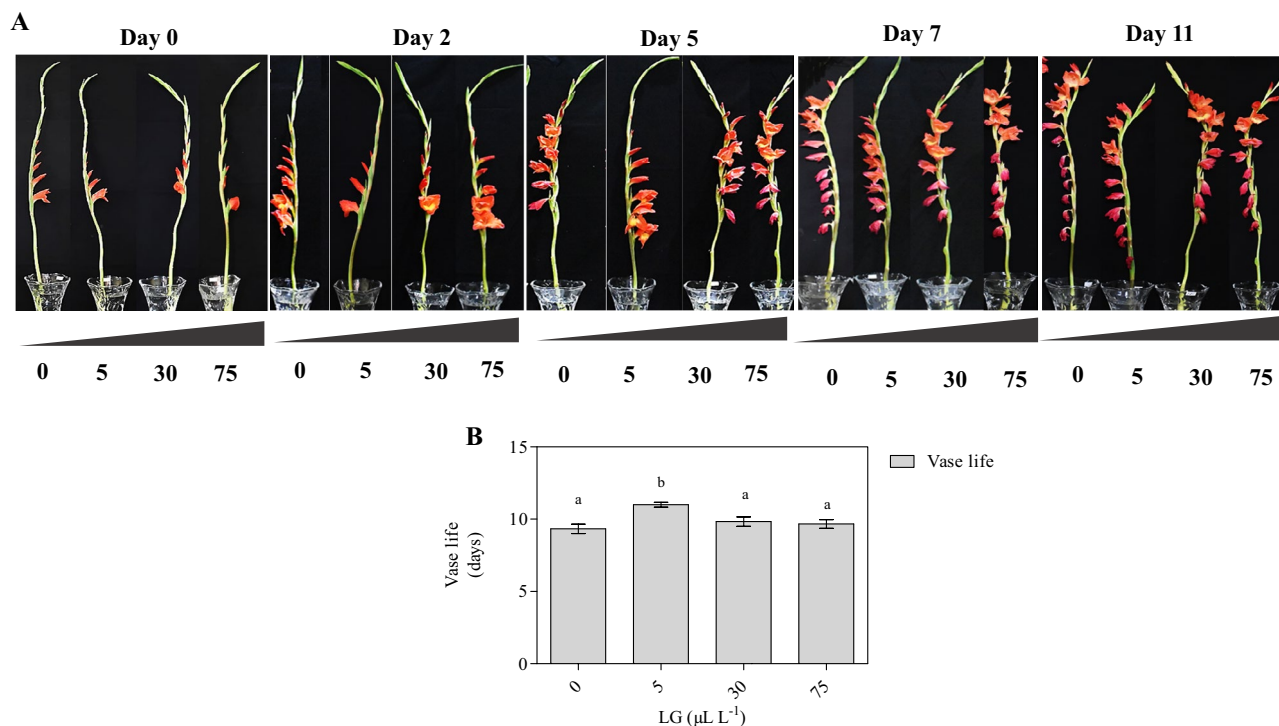 A
Day 0 Day 2 Day 5 Day 7 Day 11
0 5 30 75 0 5 30 75 0 5 30 75 0 5 30 75 0 5 30 75
B
15
10
5
0
Vase life
(days)
a b a a
0 5 30 75
LG (µL L⁻¹)
Vase life